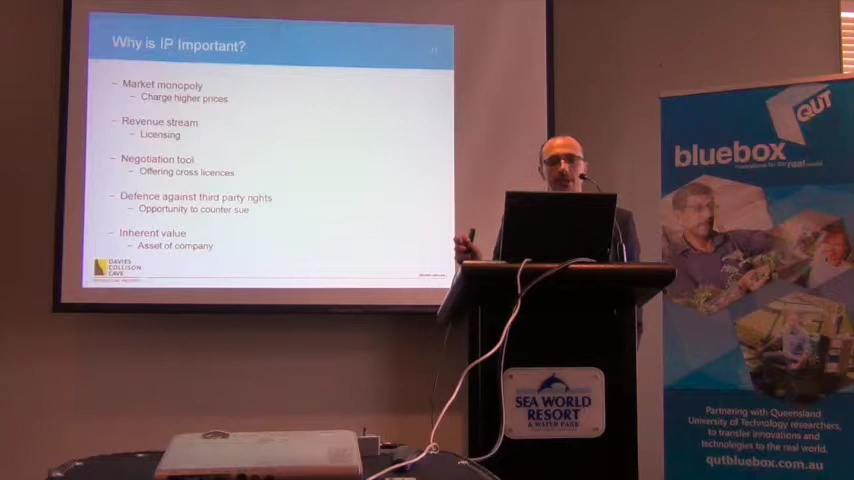 Why is IP Important?
– Market monopoly
– Charge higher prices
– Revenue stream
– Licensing
– Negotiation tool
– Offering cross licences
– Defence against third party rights
– Opportunity to counter sue
– Inherent value
– Asset of company
DAVIES
COLLISON
CAVE
SEA WORLD
RESORT
& WATER PARK
QUT
bluebox
Partnering with Queensland
University of Technology researchers,
to transfer innovations and
technologies to the real world.
qutbluebox.com.au